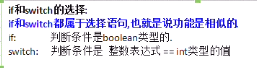 if和switch的选择:
if和switch都属于选择语句,也就是说功能是相似的.
if: 判断条件是boolean类型的.
switch: 判断条件是 整数表达式 == int类型的值